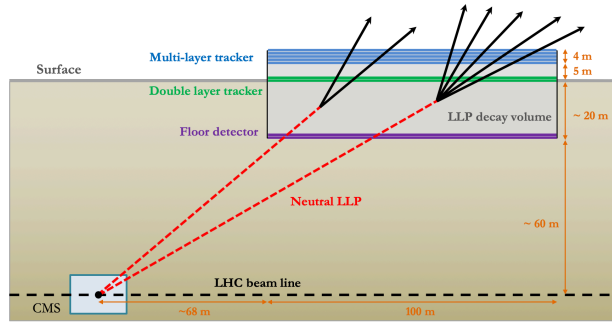 Multi-layer tracker
4 m
5 m
Surface
Double layer tracker
LLP decay volume
~ 20 m
Floor detector
Neutral LLP
~ 60 m
LHC beam line
CMS
~68 m
100 m